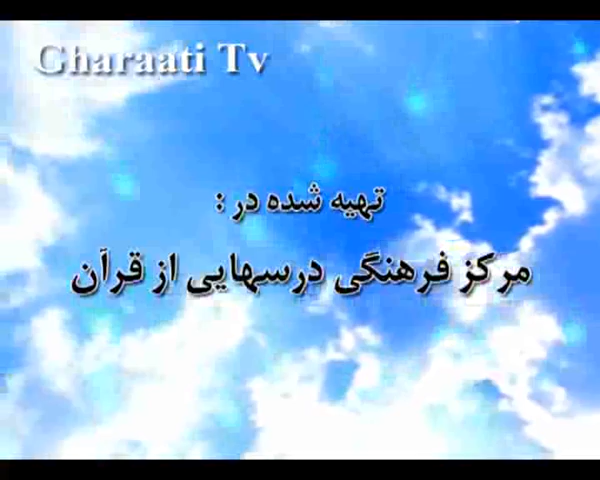 Gharaati Tv
تهیه شده در :
مرکز فرهنگی درسهایی از قرآن